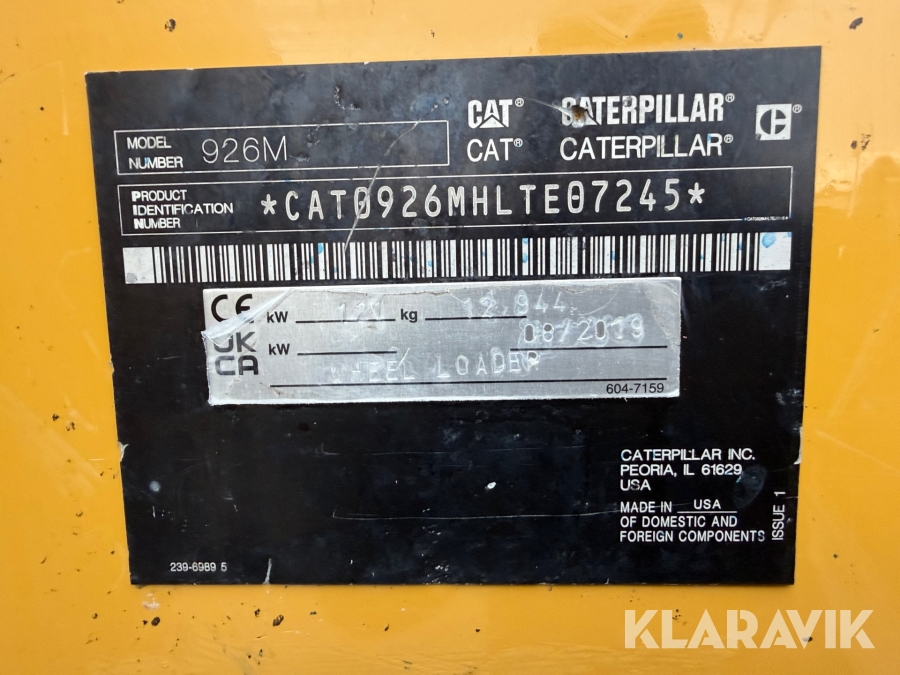 CAT® CATERPILLAR®
CAT® CATERPILLAR®
MODEL NUMBER 926M
PRODUCT IDENTIFICATION NUMBER *CAT0926MHLTE07245*
CE kW kg
UK CA kW 08/2019
WHEEL LOADER
604-7159
CATERPILLAR INC.
PEORIA, IL 61629
USA
MADE IN USA
OF DOMESTIC AND
FOREIGN COMPONENTS
ISSUE 1
239-6989 5
KLARAVIK